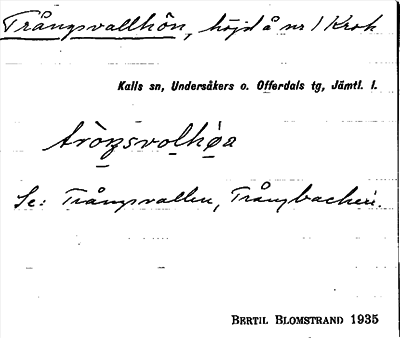 Trångsvallhön, höjd å nr 1 Krok
Kalls sn, Undersåkers o. Offerdals tg, Jämtl. l.
Se: Trångsvallen, Trångbacken.
BERTIL BLOMSTRAND 1935